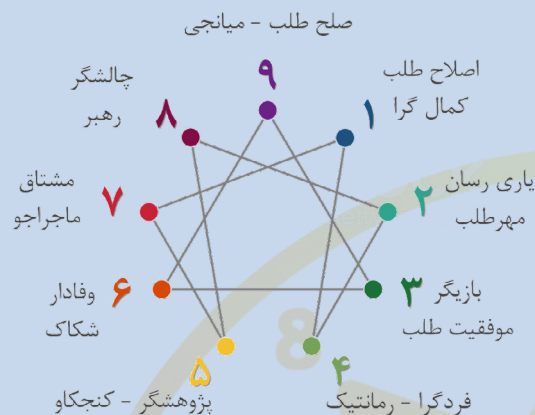 صلح طلب - میانجی
۹
اصلاح طلب
کمال گرا
۱
یاری رسان
مهرطلب
۲
بازیگر
موفقیت طلب
۳
۴
فردگرا - رمانتیک
۵
پژوهشگر - کنجکاو
وفادار
شکاک
۶
مشتاق
ماجراجو
۷
چالشگر
رهبر
۸
8